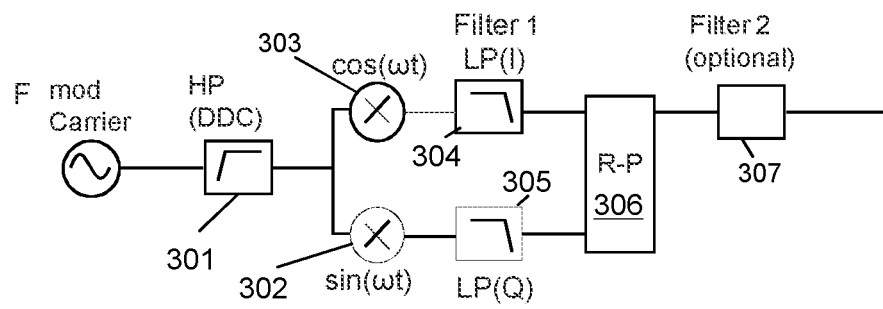 F mod
Carrier
HP
(DDC)
301
303
cos(ωt)
302
sin(ωt)
Filter 1
LP(I)
304
305
LP(Q)
R-P
306
Filter 2
(optional)
307